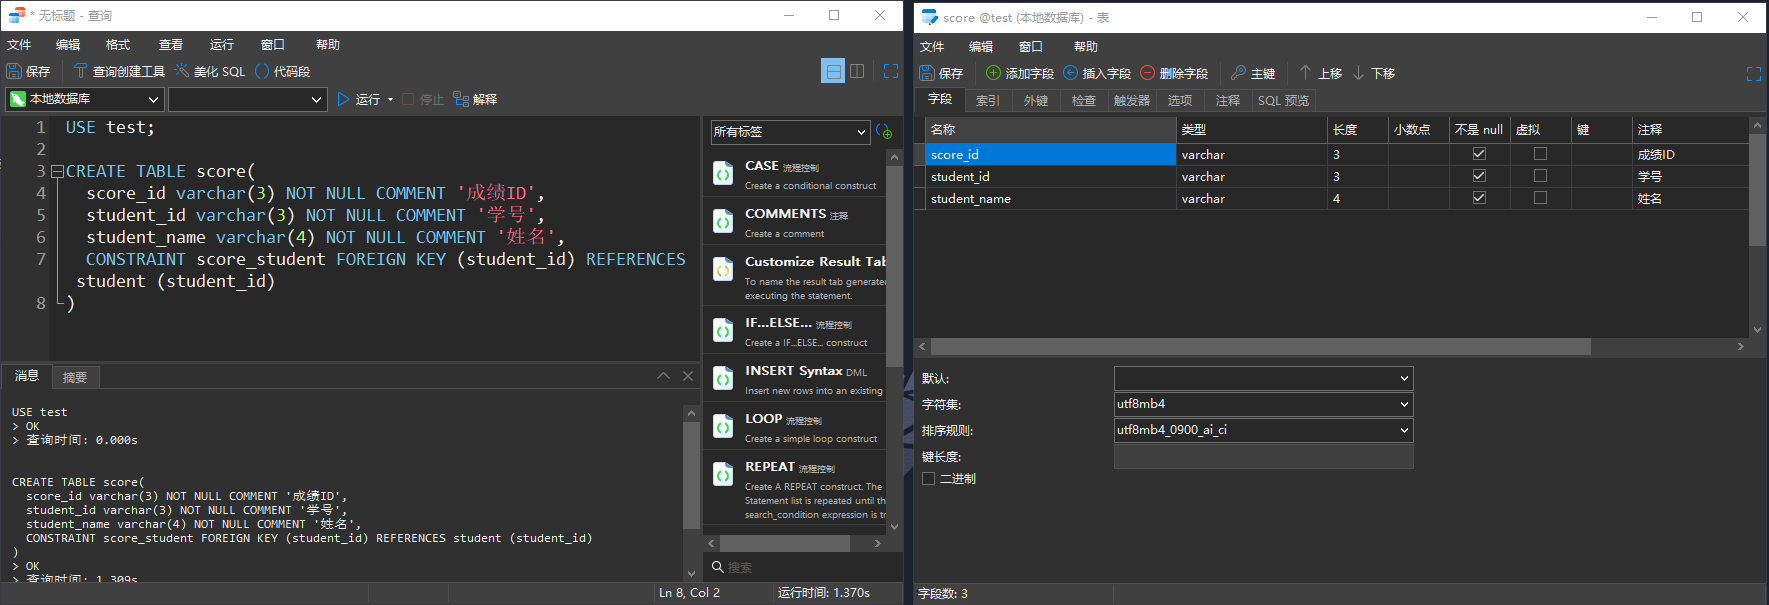 * 无标题 - 查询
文件 编辑 格式 查看 运行 窗口 帮助
保存 查询创建工具 美化 SQL 代码段
本地数据库 运行 停止 解释
1 USE test;
2
3 CREATE TABLE score(
4 score_id varchar(3) NOT NULL COMMENT '成绩ID',
5 student_id varchar(3) NOT NULL COMMENT '学号',
6 student_name varchar(4) NOT NULL COMMENT '姓名',
7 CONSTRAINT score_student FOREIGN KEY (student_id) REFERENCES
student (student_id)
8 )
所有标签
CASE 流程控制
Create a conditional construct
COMMENTS 注释
Create a comment
Customize Result Tab
To name the result tab generated
executing the statement.
IF...ELSE... 流程控制
Create a IF...ELSE... construct
INSERT Syntax DML
Insert new rows into an existing
LOOP 流程控制
Create a simple loop construct
REPEAT 流程控制
Create A REPEAT construct. The
Statement list is repeated until th
search_condition expression is tr
搜索
消息 摘要
USE test
> OK
> 查询时间: 0.000s
CREATE TABLE score(
score_id varchar(3) NOT NULL COMMENT '成绩ID',
student_id varchar(3) NOT NULL COMMENT '学号',
student_name varchar(4) NOT NULL COMMENT '姓名',
CONSTRAINT score_student FOREIGN KEY (student_id) REFERENCES student (student_id)
)
> OK
> 查询时间: 1.309s
Ln 8, Col 2 运行时间: 1.370s
score @test (本地数据库) - 表
文件 编辑 窗口 帮助
保存 添加字段 插入字段 删除字段 主键 上移 下移
字段 索引 外键 检查 触发器 选项 注释 SQL 预览
名称 类型 长度 小数点 不是 null 虚拟 键 注释
score_id varchar 3 成绩ID
student_id varchar 3 学号
student_name varchar 4 姓名
默认:
字符集: utf8mb4
排序规则: utf8mb4_0900_ai_ci
键长度:
二进制
字段数: 3